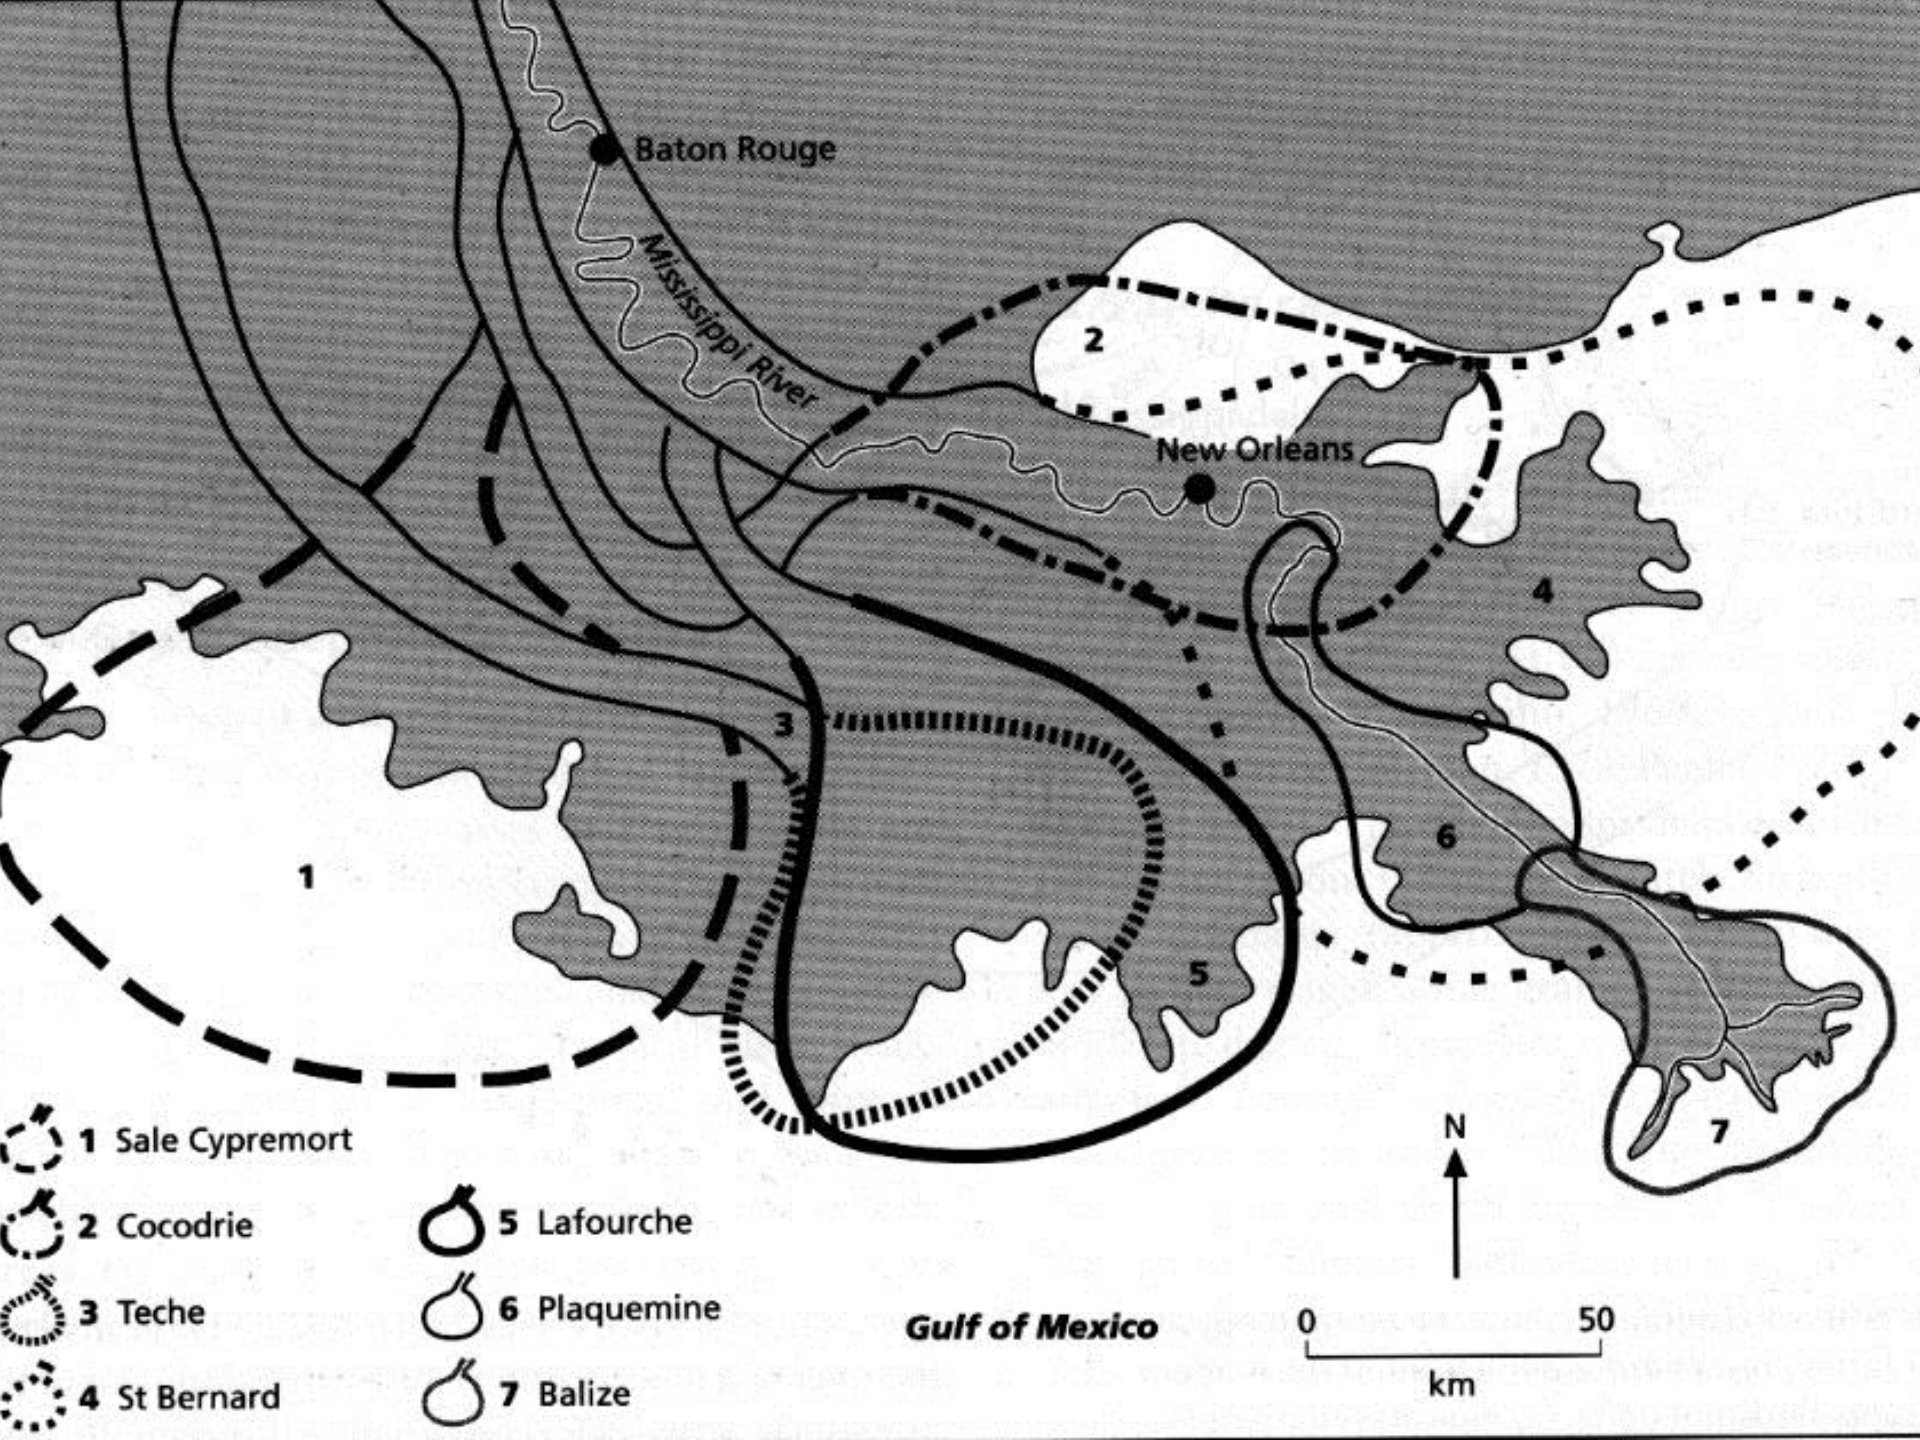 Baton Rouge
Mississippi River
2
New Orleans
4
3
6
1
5
7
N
1 Sale Cypremort
2 Cocodrie
3 Teche
4 St Bernard
5 Lafourche
6 Plaquemine
7 Balize
Gulf of Mexico
0 50
km